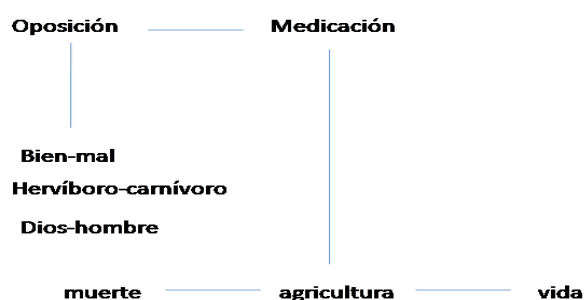 Oposición Medicación
Bien-mal
Hervíboro-carnívoro
Dios-hombre
muerte agricultura vida